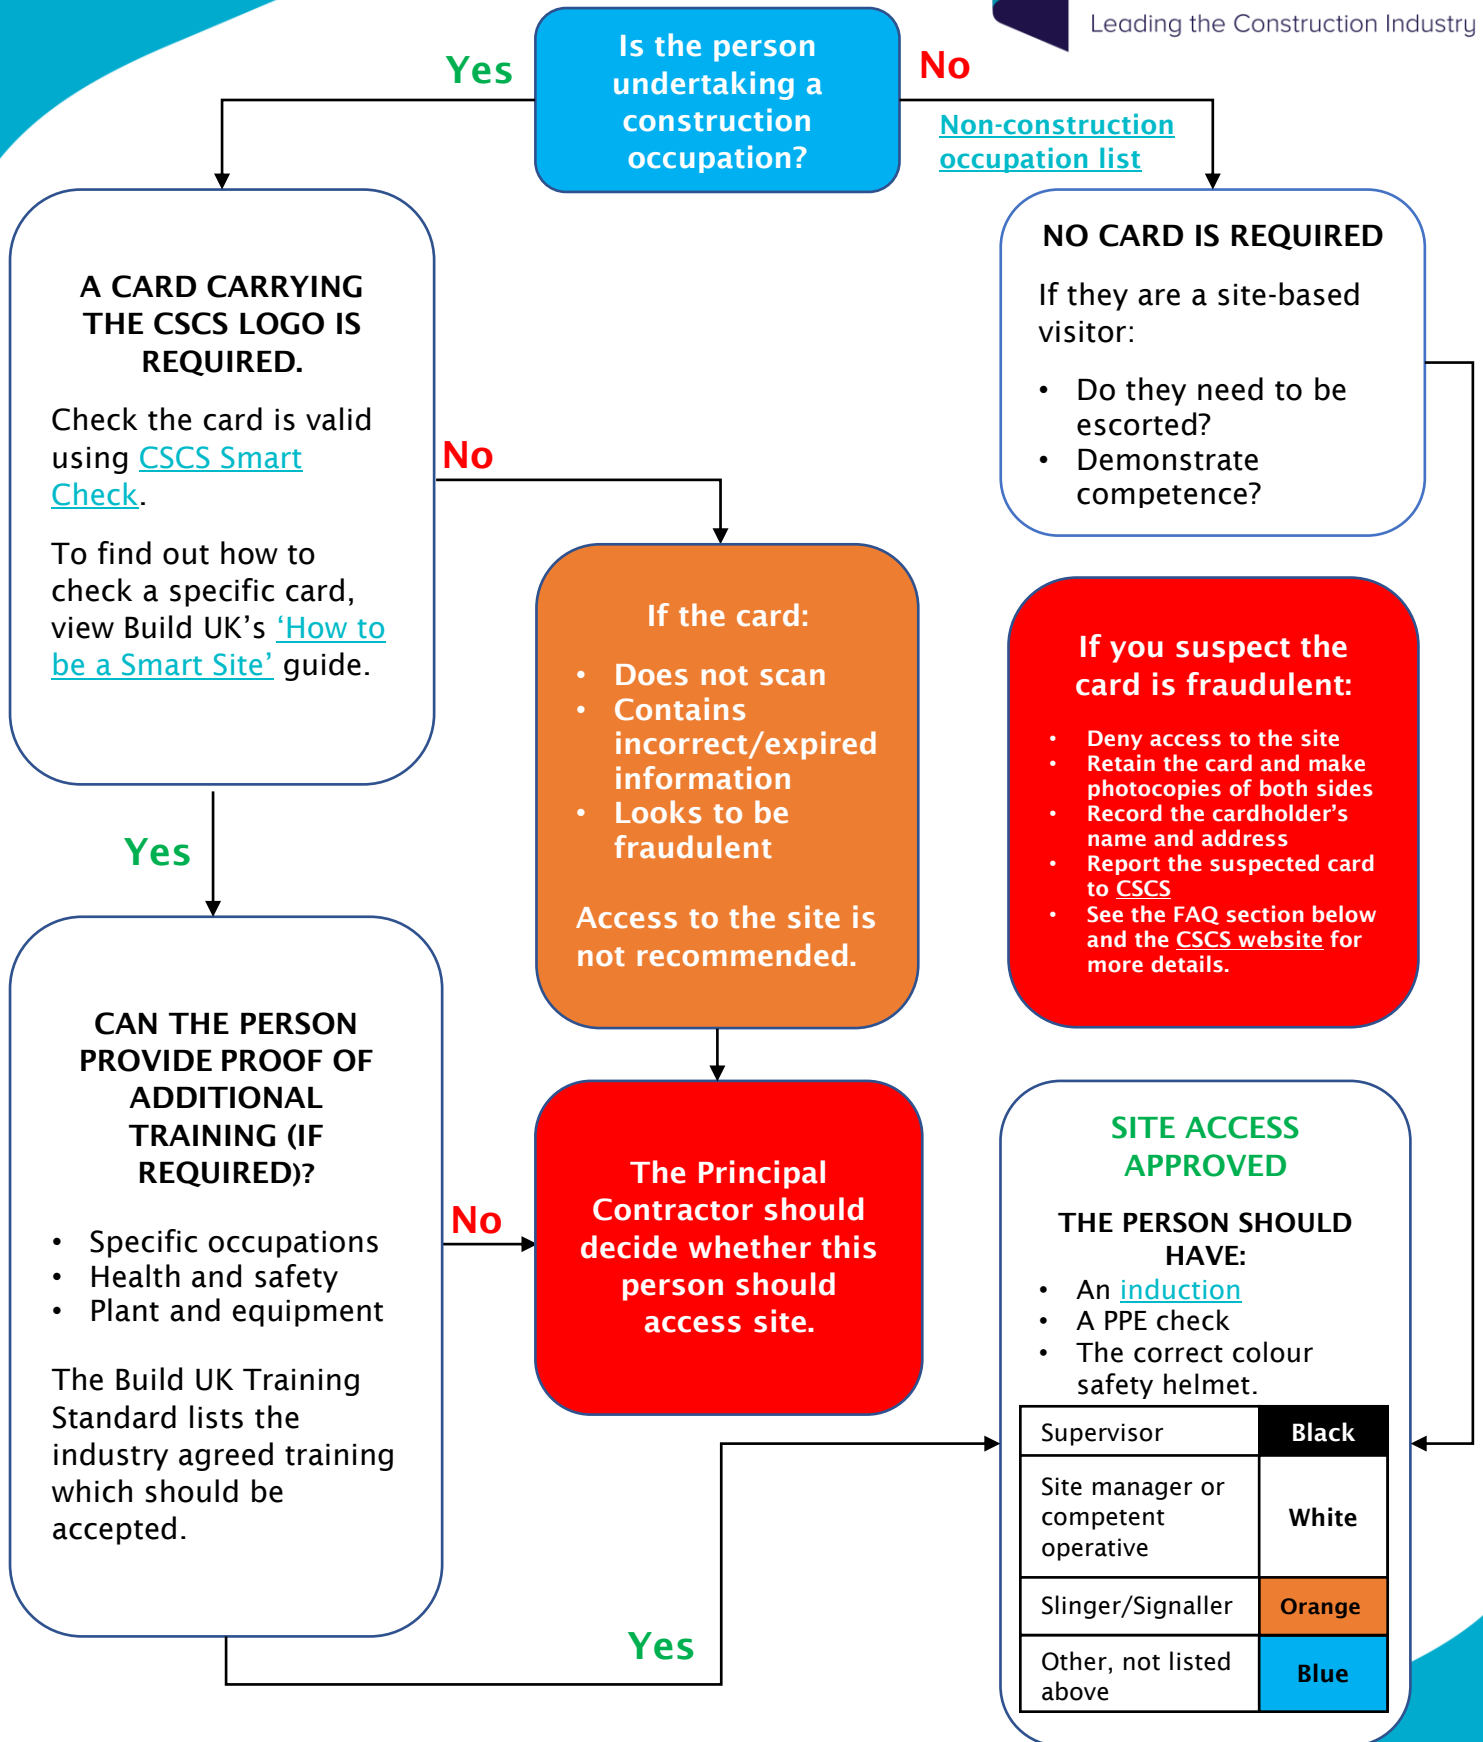 Leading the Construction Industry
Yes
Is the person
undertaking a
construction
occupation?
No
Non-construction
occupation list
A CARD CARRYING
THE CSCS LOGO IS
REQUIRED.
Check the card is valid
using CSCS Smart
Check.
To find out how to
check a specific card,
view Build UK's ‘How to
be a Smart Site’ guide.
No
NO CARD IS REQUIRED
If they are a site-based
visitor:
• Do they need to be
escorted?
• Demonstrate
competence?
If the card:
• Does not scan
• Contains
incorrect/expired
information
• Looks to be
fraudulent
Access to the site is
not recommended.
If you suspect the
card is fraudulent:
• Deny access to the site
• Retain the card and make
photocopies of both sides
• Record the cardholder’s
name and address
• Report the suspected card
to CSCS
• See the FAQ section below
and the CSCS website for
more details.
Yes
CAN THE PERSON
PROVIDE PROOF OF
ADDITIONAL
TRAINING (IF
REQUIRED)?
• Specific occupations
• Health and safety
• Plant and equipment
The Build UK Training
Standard lists the
industry agreed training
which should be
accepted.
No
The Principal
Contractor should
decide whether this
person should
access site.
Yes
SITE ACCESS
APPROVED
THE PERSON SHOULD
HAVE:
• An induction
• A PPE check
• The correct colour
safety helmet.
Supervisor Black
Site manager or
competent
operative
White
Slinger/Signaller Orange
Other, not listed
above
Blue